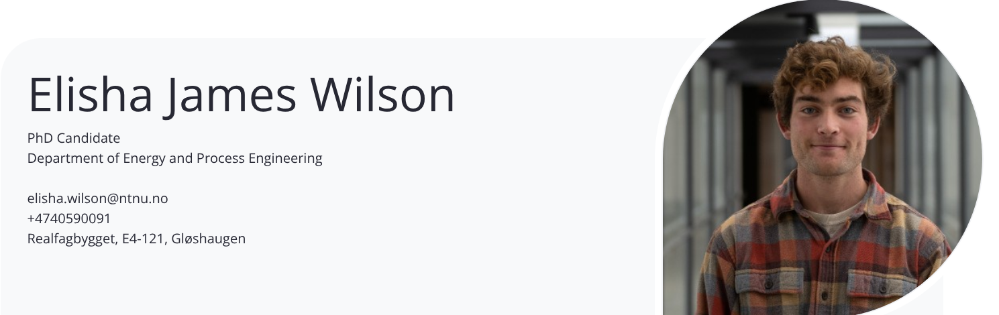 Elisha James Wilson
PhD Candidate
Department of Energy and Process Engineering
elisha.wilson@ntnu.no
+4740590091
Realfagbygget, E4-121, Gløshaugen